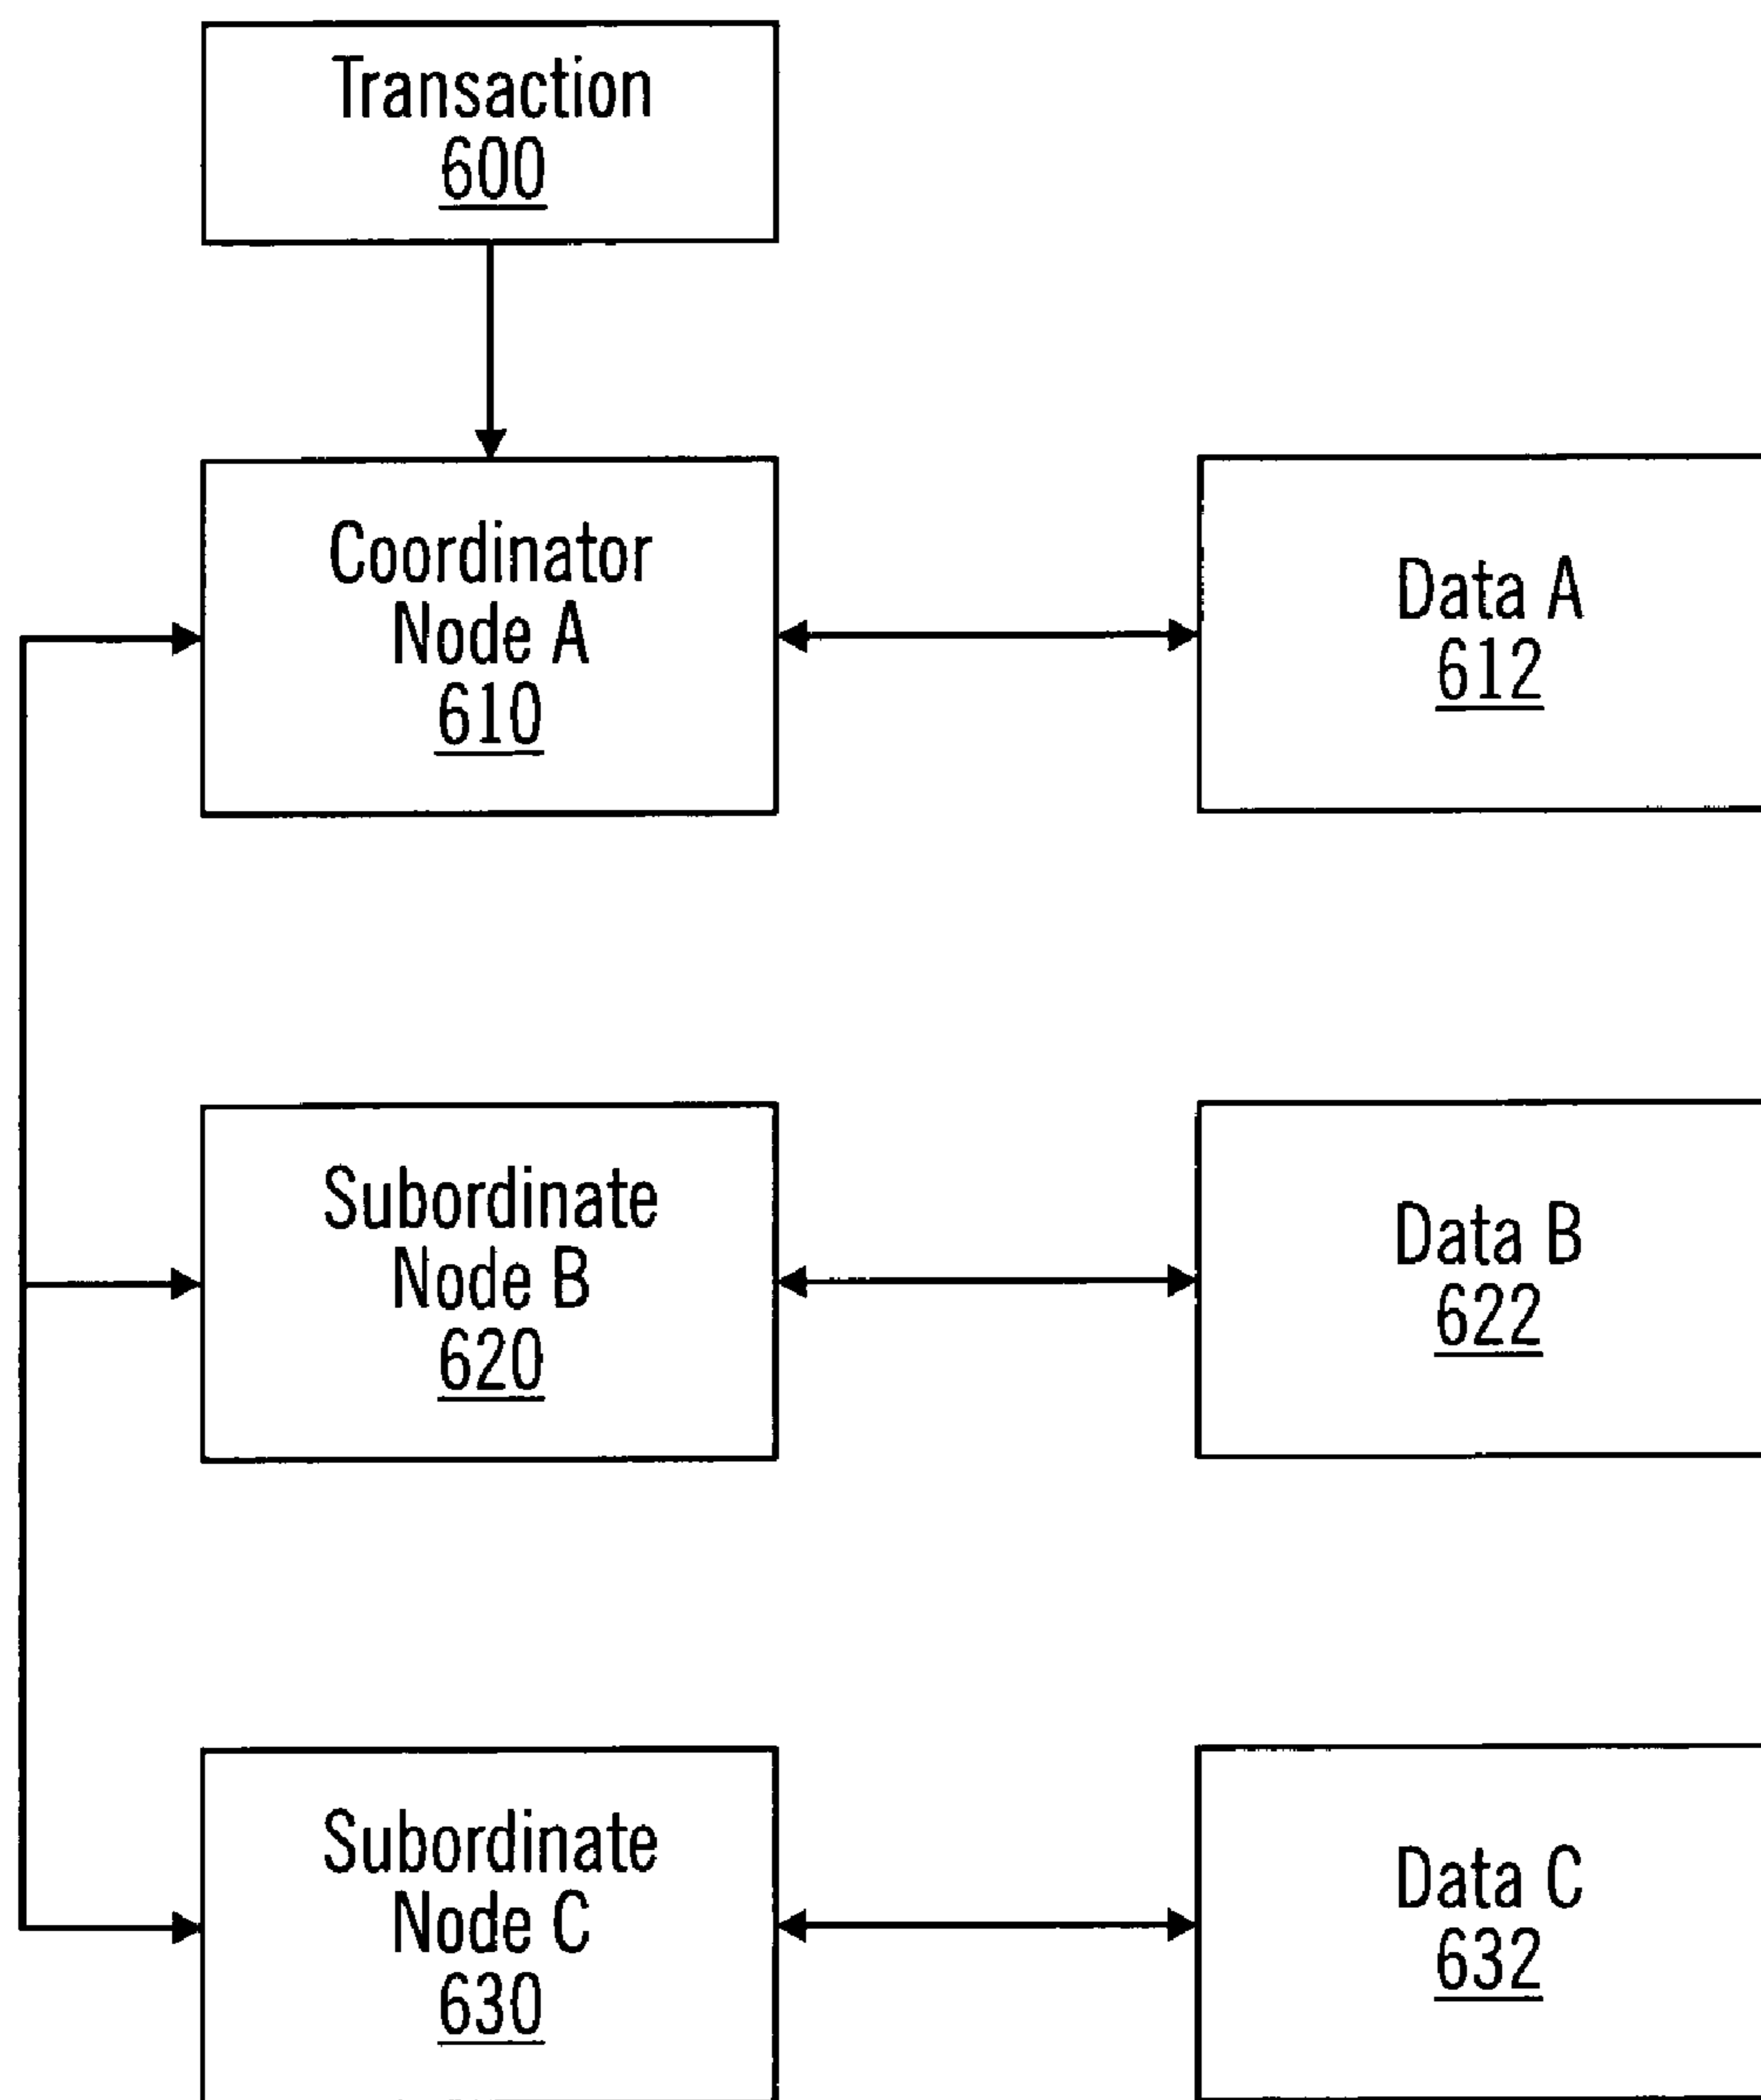 Transaction
600
Coordinator
Node A
610
Data A
612
Subordinate
Node B
620
Data B
622
Subordinate
Node C
630
Data C
632